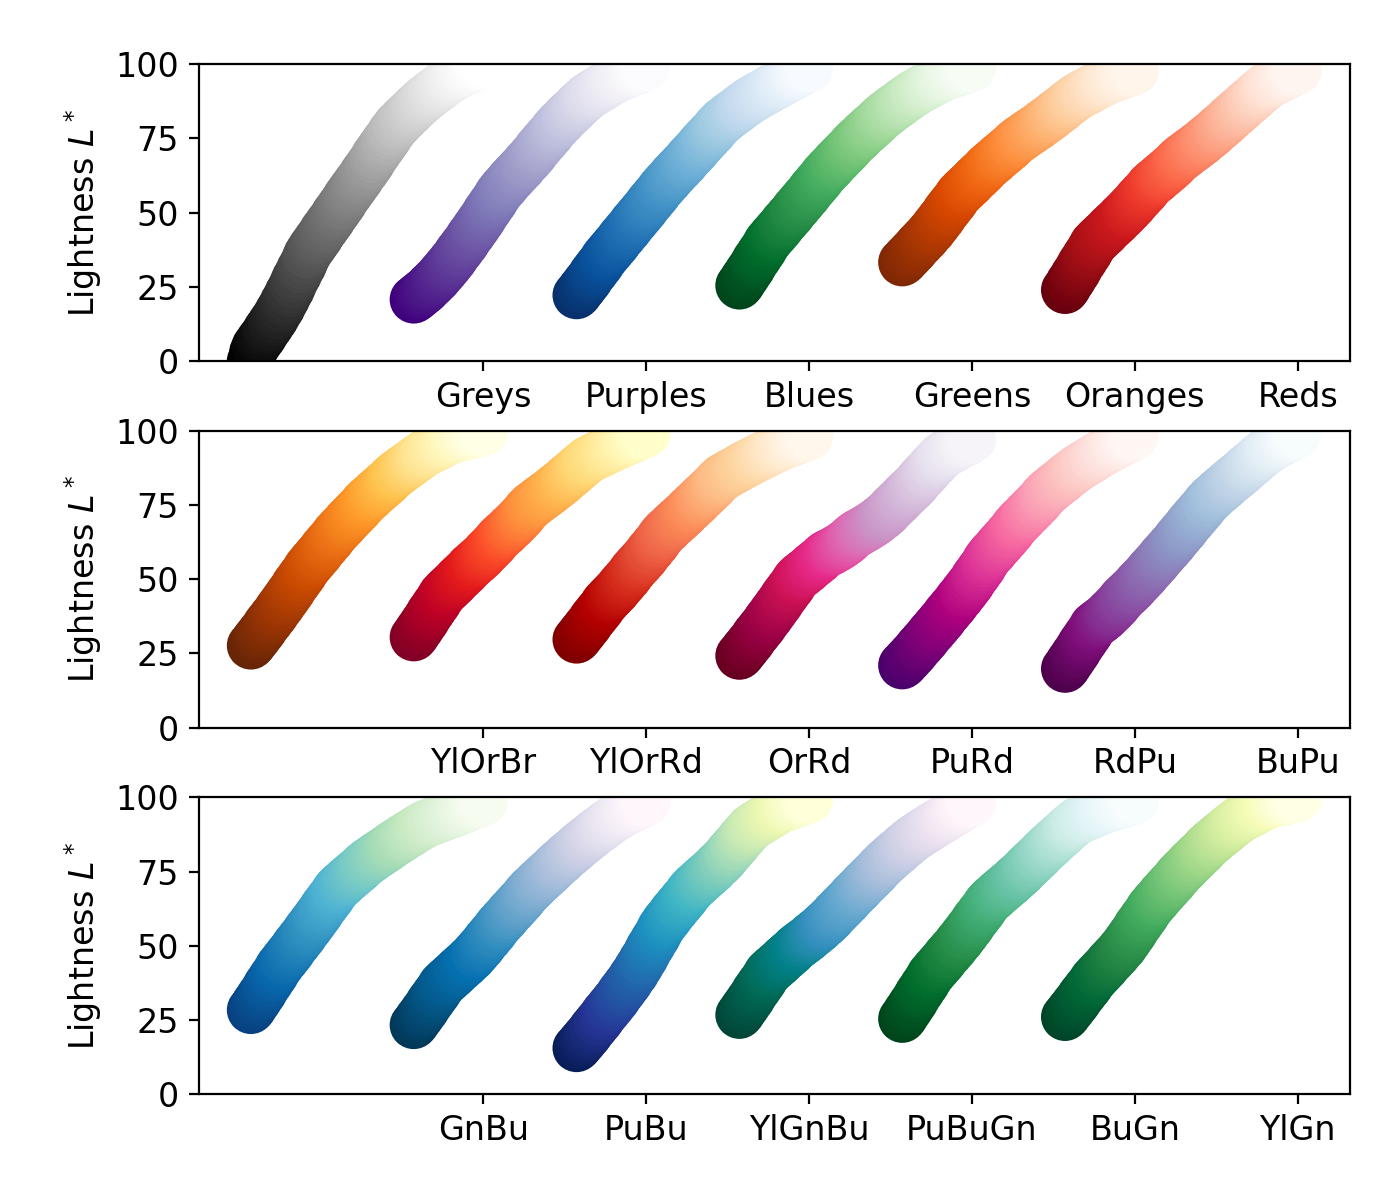 100
75
50
25
0
Lightness L*
Greys Purples Blues Greens Oranges Reds
100
75
50
25
0
Lightness L*
YlOrBr YlOrRd OrRd PuRd RdPu BuPu
100
75
50
25
0
Lightness L*
GnBu PuBu YlGnBu PuBuGn BuGn YlGn